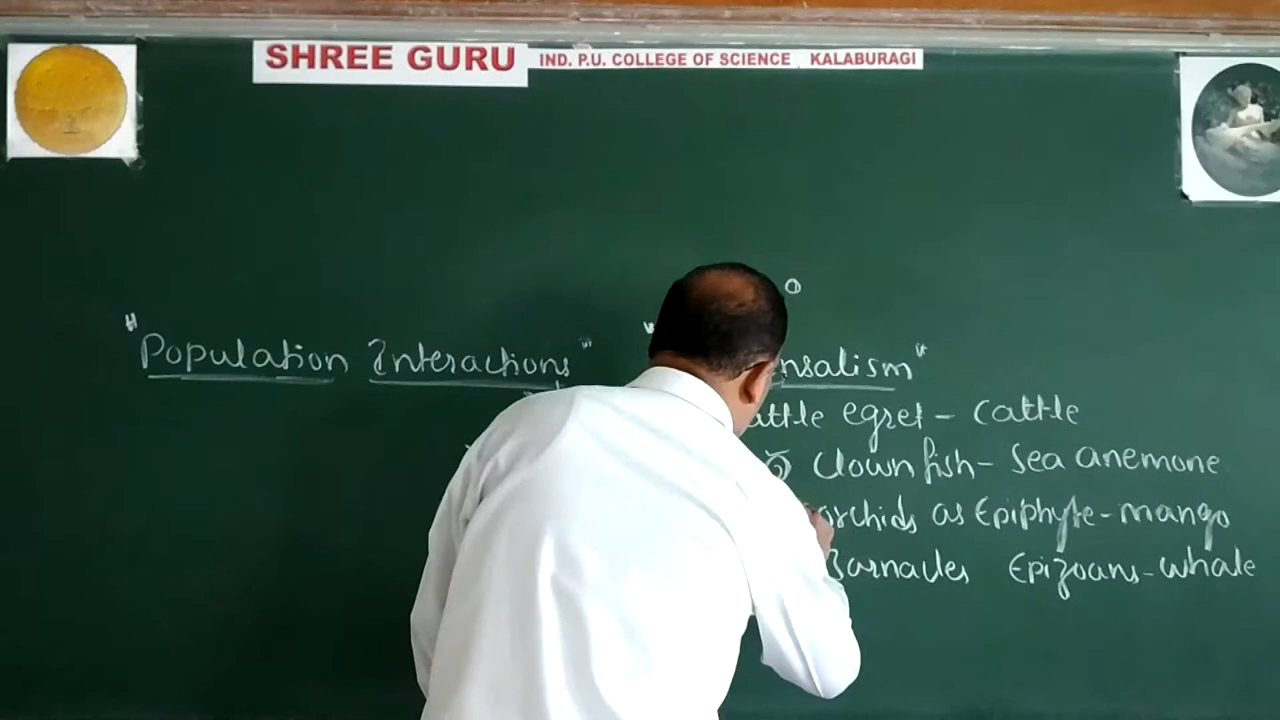 SHREE GURU IND. P.U. COLLEGE OF SCIENCE, KALABURAGI
"Population Interactions"
nsalism"
attle egret - cattle
Clown fish - Sea anemone
orchids as Epiphyte - mango
Barnacles Epizoans - whale